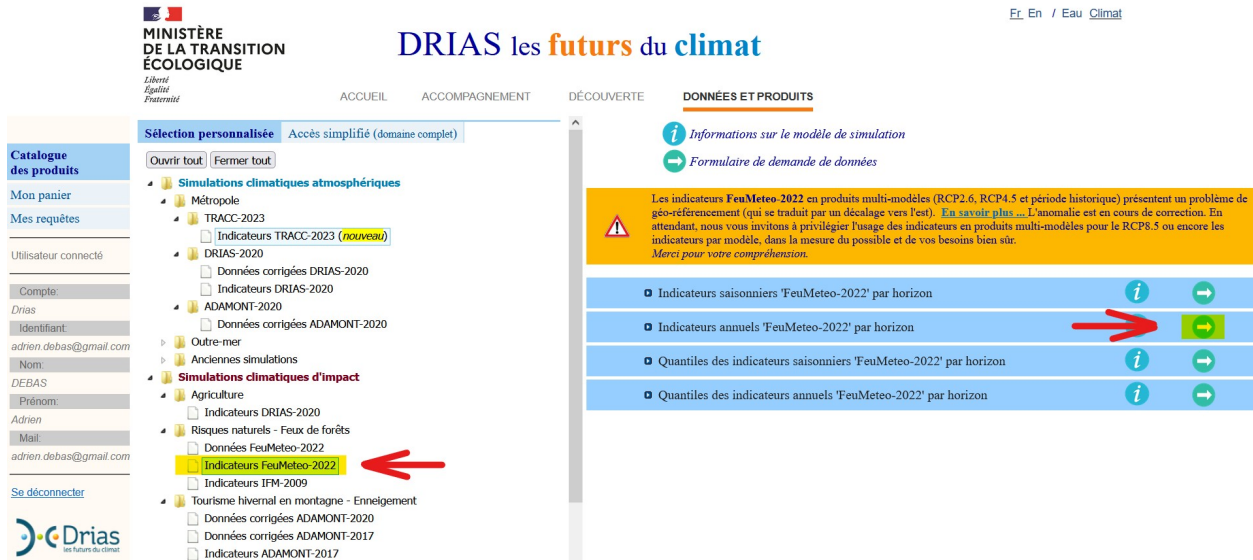 Fr En / Eau Climat
MINISTÈRE
DE LA TRANSITION
ÉCOLOGIQUE
Liberté
Égalité
Fraternité
DRIAS les futurs du climat
ACCUEIL ACCOMPAGNEMENT DÉCOUVERTE DONNÉES ET PRODUITS
Catalogue
des produits
Mon panier
Mes requêtes
Utilisateur connecté
Compte:
Drias
Identifiant:
adrien.debas@gmail.com
Nom:
DEBAS
Prénom:
Adrien
Mail:
adrien.debas@gmail.com
Se déconnecter
Drias
les futurs du climat
Sélection personnalisée Accès simplifié (domaine complet)
Ouvrir tout Fermer tout
Simulations climatiques atmosphériques
Métropole
TRACC-2023
Indicateurs TRACC-2023 (nouveau)
DRIAS-2020
Données corrigées DRIAS-2020
Indicateurs DRIAS-2020
ADAMONT-2020
Données corrigées ADAMONT-2020
Outre-mer
Anciennes simulations
Simulations climatiques d'impact
Agriculture
Indicateurs DRIAS-2020
Risques naturels - Feux de forêts
Données FeuMeteo-2022
Indicateurs FeuMeteo-2022
Indicateurs IFM-2009
Tourisme hivernal en montagne - Enneigement
Données corrigées ADAMONT-2020
Données corrigées ADAMONT-2017
Indicateurs ADAMONT-2017
i Informations sur le modèle de simulation
Formulaire de demande de données
Les indicateurs FeuMeteo-2022 en produits multi-modèles (RCP2.6, RCP4.5 et période historique) présentent un problème de
géo-référencement (qui se traduit par un décalage vers l'est). En savoir plus ... L'anomalie est en cours de correction. En
attendant, nous vous invitons à privilégier l'usage des indicateurs en produits multi-modèles pour le RCP8.5 ou encore les
indicateurs par modèle, dans la mesure du possible et de vos besoins bien sûr.
Merci pour votre compréhension.
Indicateurs saisonniers 'FeuMeteo-2022' par horizon i
Indicateurs annuels 'FeuMeteo-2022' par horizon
Quantiles des indicateurs saisonniers 'FeuMeteo-2022' par horizon i
Quantiles des indicateurs annuels 'FeuMeteo-2022' par horizon i